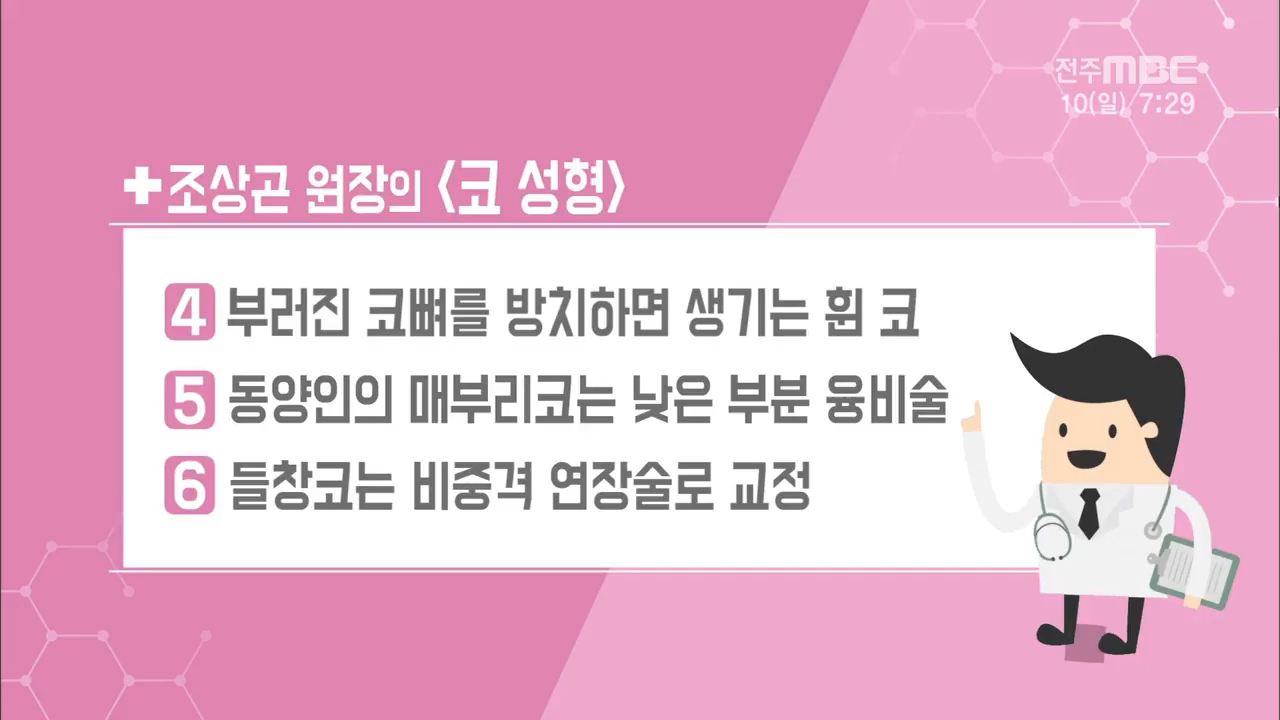 전주MBC
10(일) 7:29
조상곤 원장의 <코 성형>
4 부러진 코뼈를 방치하면 생기는 휜 코
5 동양인의 매부리코는 낮은 부분 융비술
6 들창코는 비중격 연장술로 교정